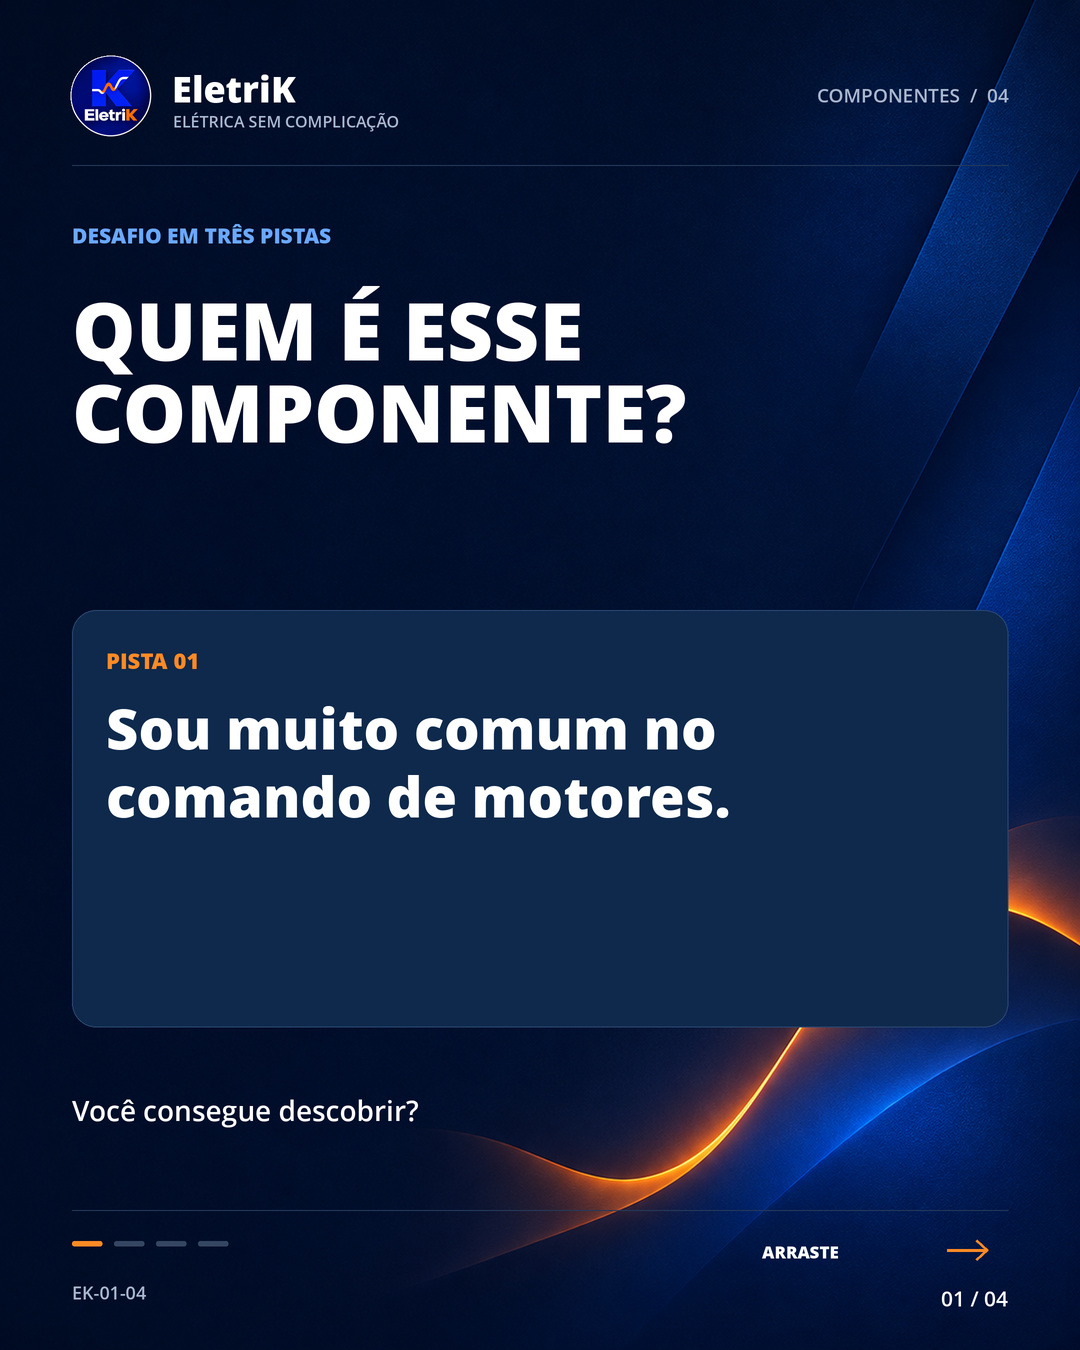 EletriK
EletriK
ELÉTRICA SEM COMPLICAÇÃO
COMPONENTES / 04
DESAFIO EM TRÊS PISTAS
QUEM É ESSE
COMPONENTE?
PISTA 01
Sou muito comum no
comando de motores.
Você consegue descobrir?
ARRASTE
EK-01-04
01 / 04